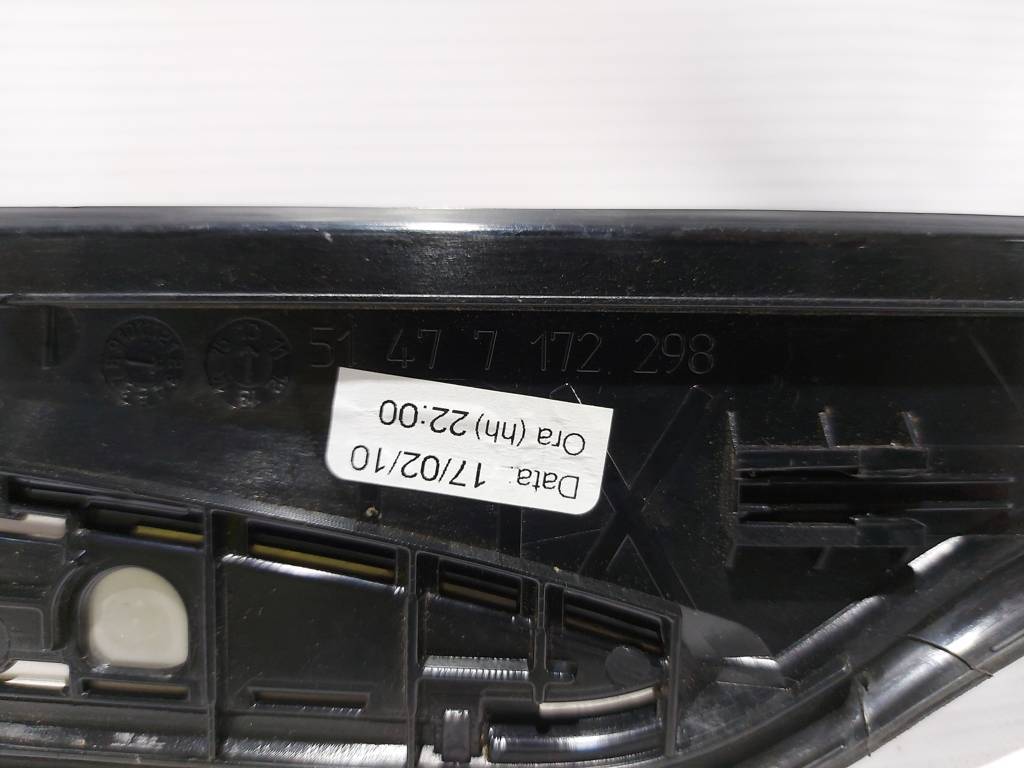 51 47 7 172 298
Data: 17/02/10
Ora (hh) 22:00